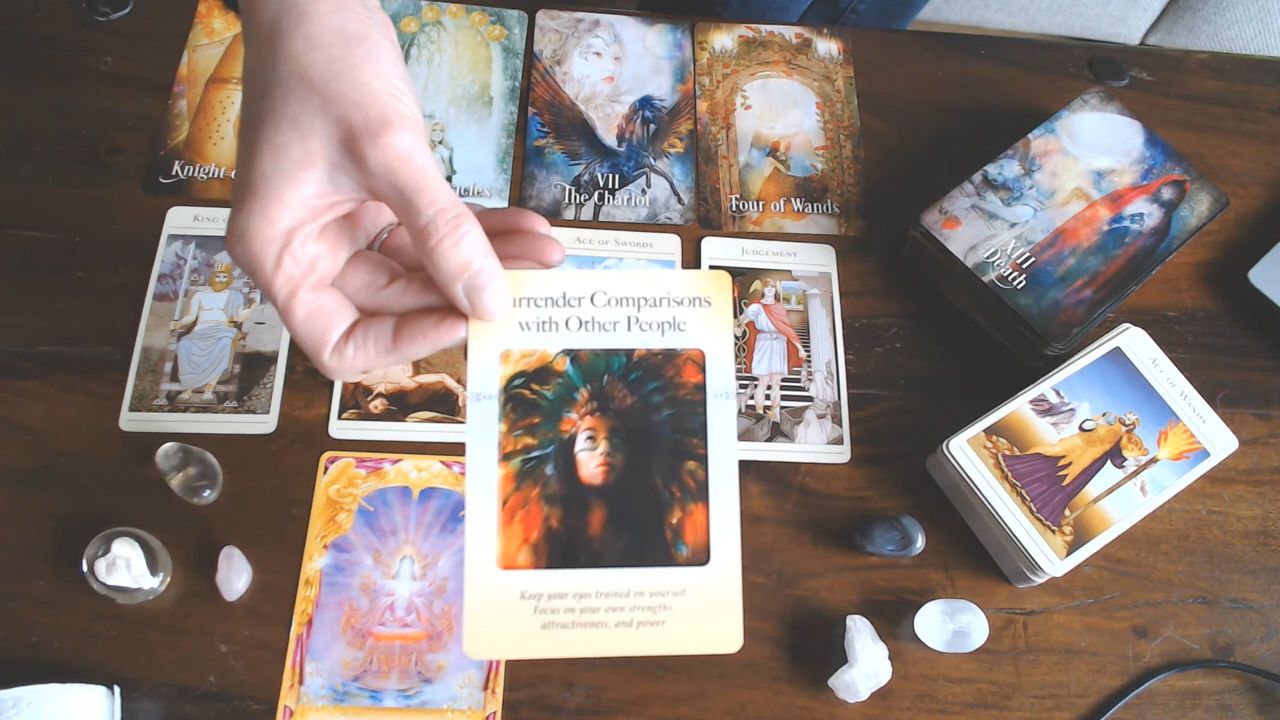 Knight
VII
The Chariot
Four of Wands
XIII
Death
King
Ace of Swords
Judgement
Ace of Wands
urrender Comparisons
with Other People
Keep your eyes trained on yourself
Focus on your own strengths,
attractiveness, and power